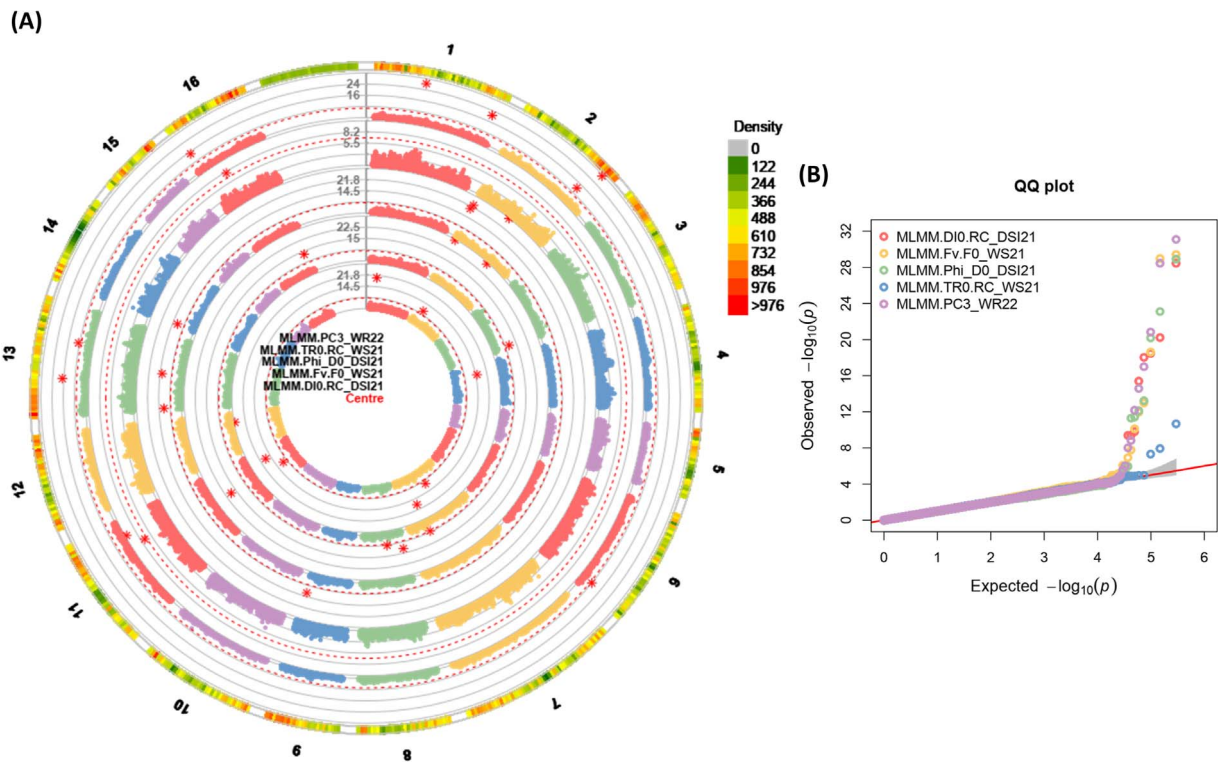 (A)
1
2
3
4
5
6
7
8
9
10
11
12
13
14
15
16
24
16
8.2
5.5
21.8
14.5
22.5
15
21.8
14.5
MLMM.PC3_WR22
MLMM.TR0.RC_WS21
MLMM.Phi_D0_DSI21
MLMM.Fv.F0_WS21
MLMM.DI0.RC_DSI21
Centre
Density
0
122
244
366
488
610
732
854
976
>976
(B)
QQ plot
MLMM.DI0.RC_DSI21
MLMM.Fv.F0_WS21
MLMM.Phi_D0_DSI21
MLMM.TR0.RC_WS21
MLMM.PC3_WR22
Observed −log10(p)
32
28
24
20
16
12
8
4
0
0 1 2 3 4 5 6
Expected −log10(p)